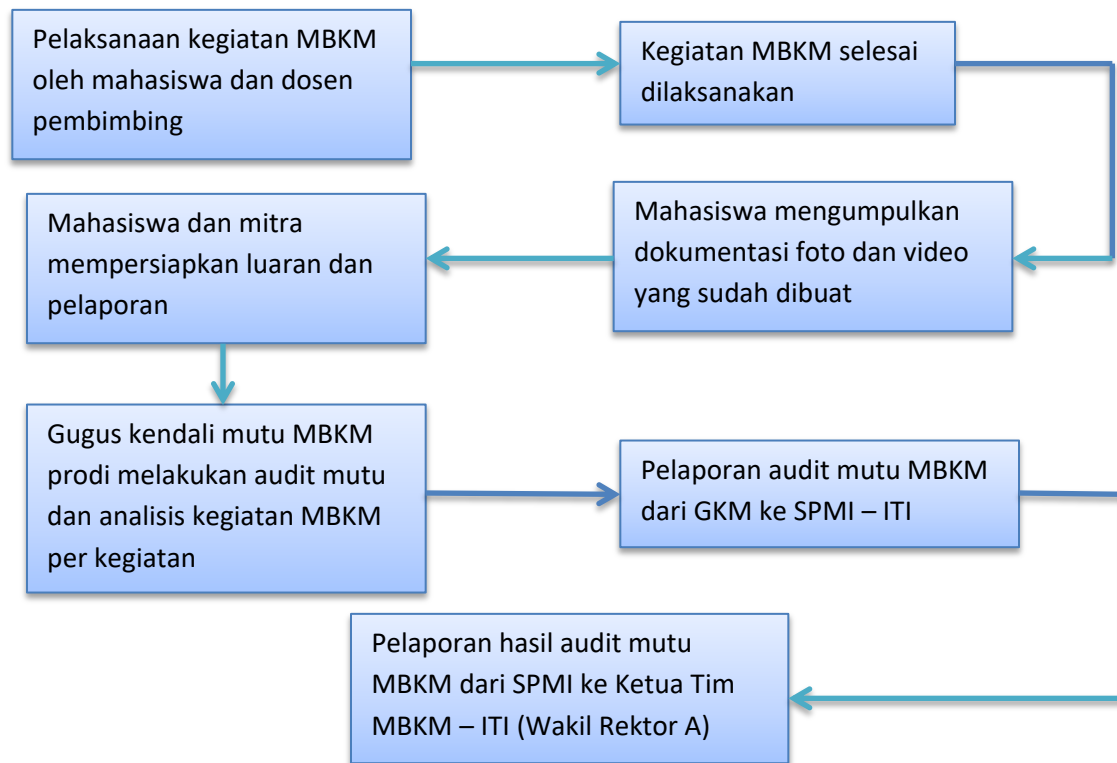 Pelaksanaan kegiatan MBKM
oleh mahasiswa dan dosen
pembimbing
Kegiatan MBKM selesai
dilaksanakan
Mahasiswa mengumpulkan
dokumentasi foto dan video
yang sudah dibuat
Mahasiswa dan mitra
mempersiapkan luaran dan
pelaporan
Gugus kendali mutu MBKM
prodi melakukan audit mutu
dan analisis kegiatan MBKM
per kegiatan
Pelaporan audit mutu MBKM
dari GKM ke SPMI – ITI
Pelaporan hasil audit mutu
MBKM dari SPMI ke Ketua Tim
MBKM – ITI (Wakil Rektor A)